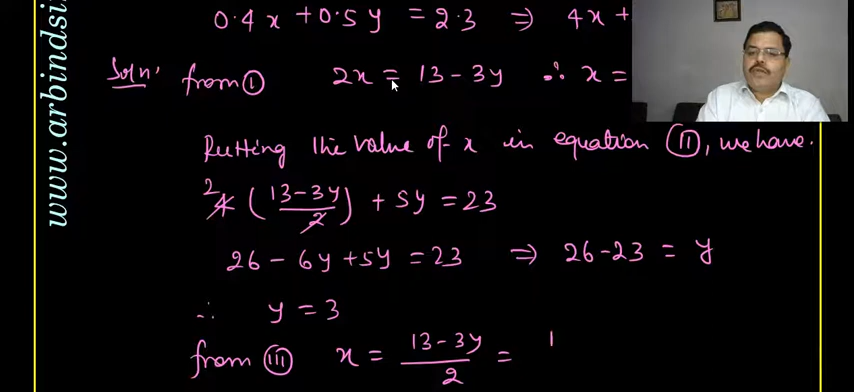 0.4x + 0.5y = 2.3 ⇒ 4x +
Soln. from (i) 2x = 13 - 3y ∴ x =
Putting the value of x in equation (ii), we have.
2 4 (13-3y / 2) + 5y = 23
26 - 6y + 5y = 23 ⇒ 26 - 23 = y
∴ y = 3
from (iii) x = 13 - 3y / 2 = 1
www.arbindsi